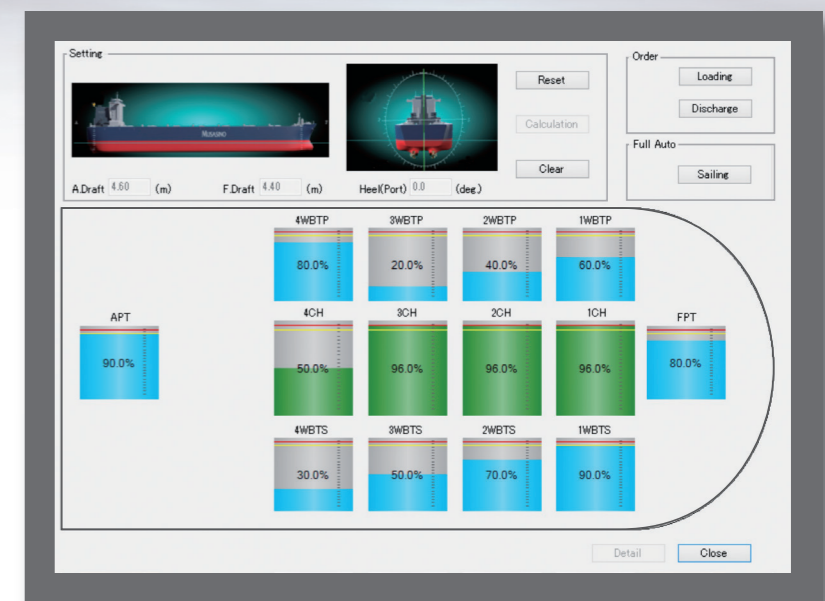 Setting
Order
Reset
Loading
Discharge
Calculation
MUSASINO
Full Auto
Clear
Sailing
A.Draft 4.60 (m) F.Draft 4.40 (m) Heel(Port) 0.0 (deg.)
4WBTP 3WBTP 2WBTP 1WBTP
80.0% 20.0% 40.0% 60.0%
APT 4CH 3CH 2CH 1CH FPT
90.0% 50.0% 96.0% 96.0% 96.0% 80.0%
4WBTS 3WBTS 2WBTS 1WBTS
30.0% 50.0% 70.0% 90.0%
Detail Close